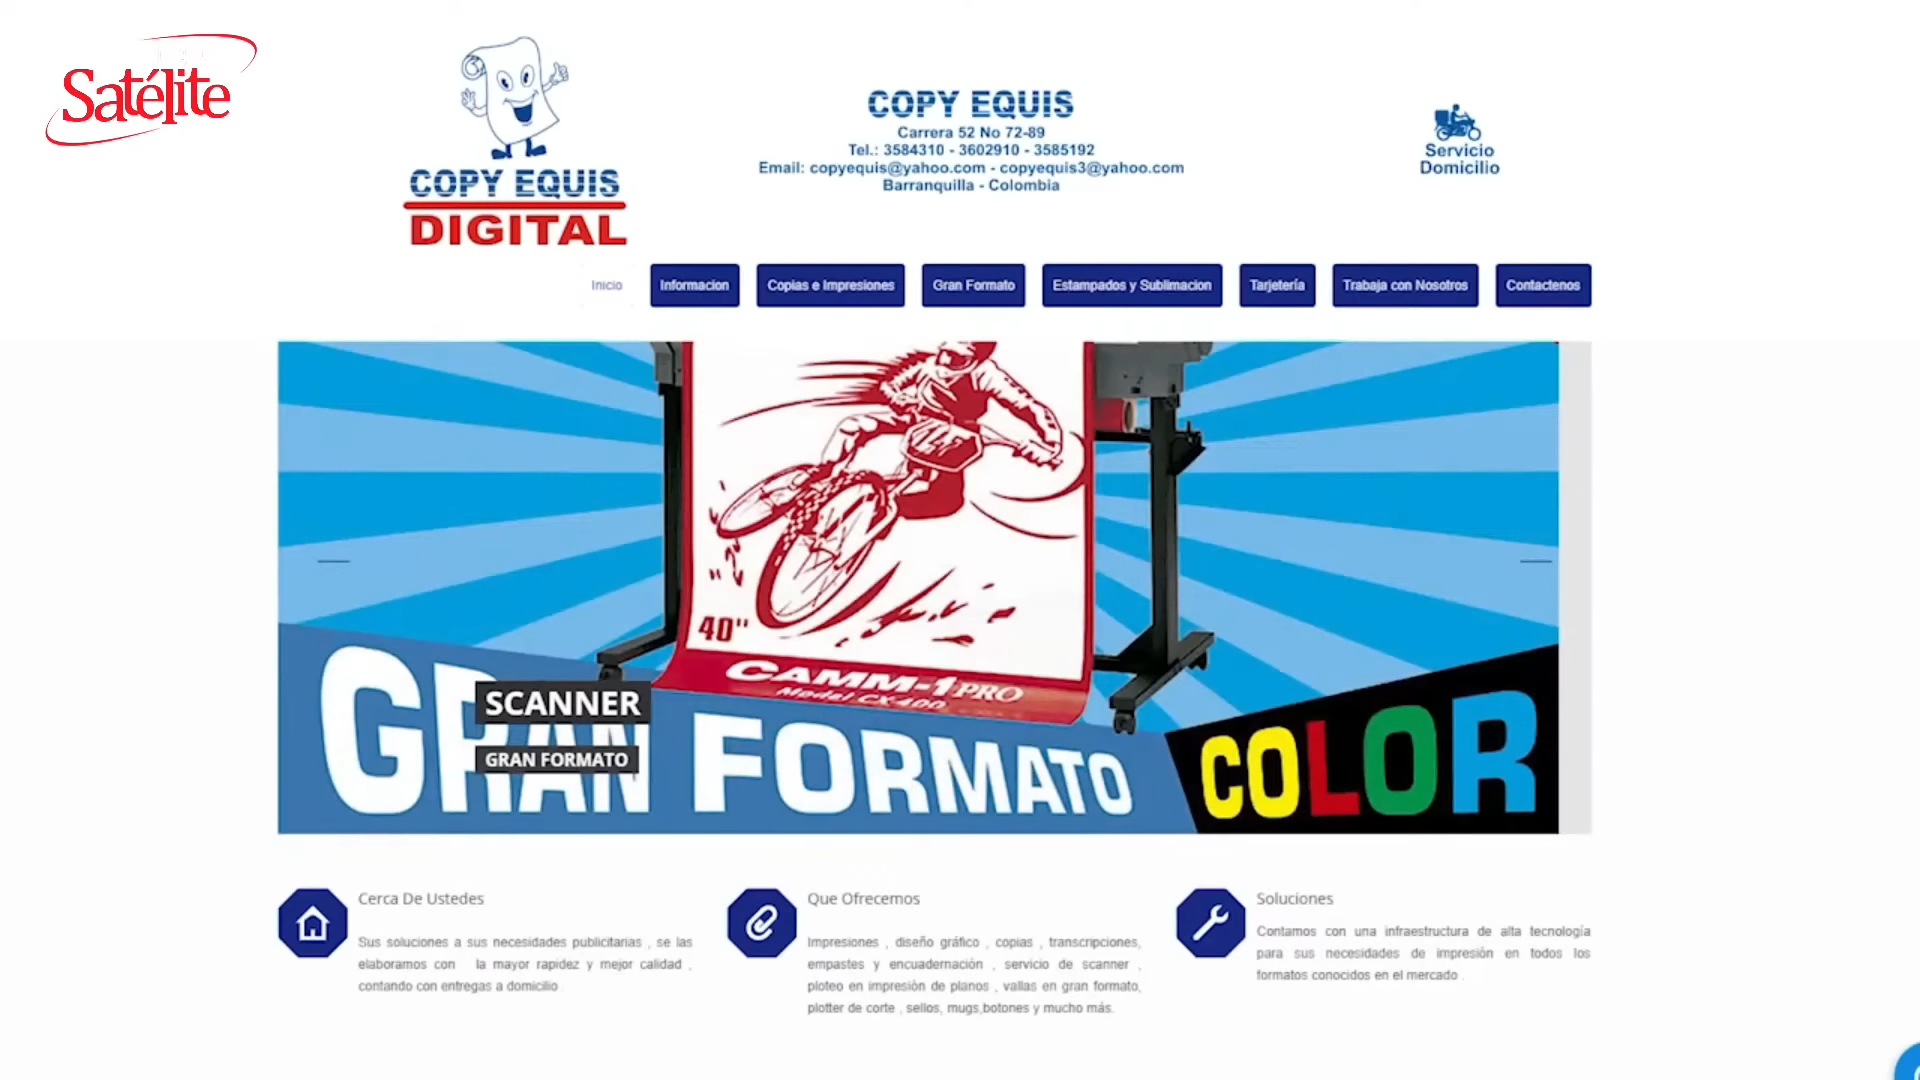 Satélite
COPY EQUIS
DIGITAL
COPY EQUIS
Carrera 52 No 72-89
Tel.: 3584310 - 3602910 - 3585192
Email: copyequis@yahoo.com - copyequis3@yahoo.com
Barranquilla - Colombia
Servicio
Domicilio
Inicio
Informacion
Copias e Impresiones
Gran Formato
Estampados y Sublimacion
Tarjetería
Trabaja con Nosotros
Contactenos
40"
CAMM-1 PRO
Model CX400
SCANNER
GRAN FORMATO
GRAN FORMATO
COLOR
Cerca De Ustedes
Sus soluciones a sus necesidades publicitarias , se las
elaboramos con la mayor rapidez y mejor calidad ,
contando con entregas a domicilio
Que Ofrecemos
Impresiones , diseño gráfico , copias , transcripciones,
empastes y encuadernación , servicio de scanner ,
ploteo en impresión de planos , vallas en gran formato,
plotter de corte , sellos, mugs,botones y mucho más.
Soluciones
Contamos con una infraestructura de alta tecnología
para sus necesidades de impresión en todos los
formatos conocidos en el mercado .